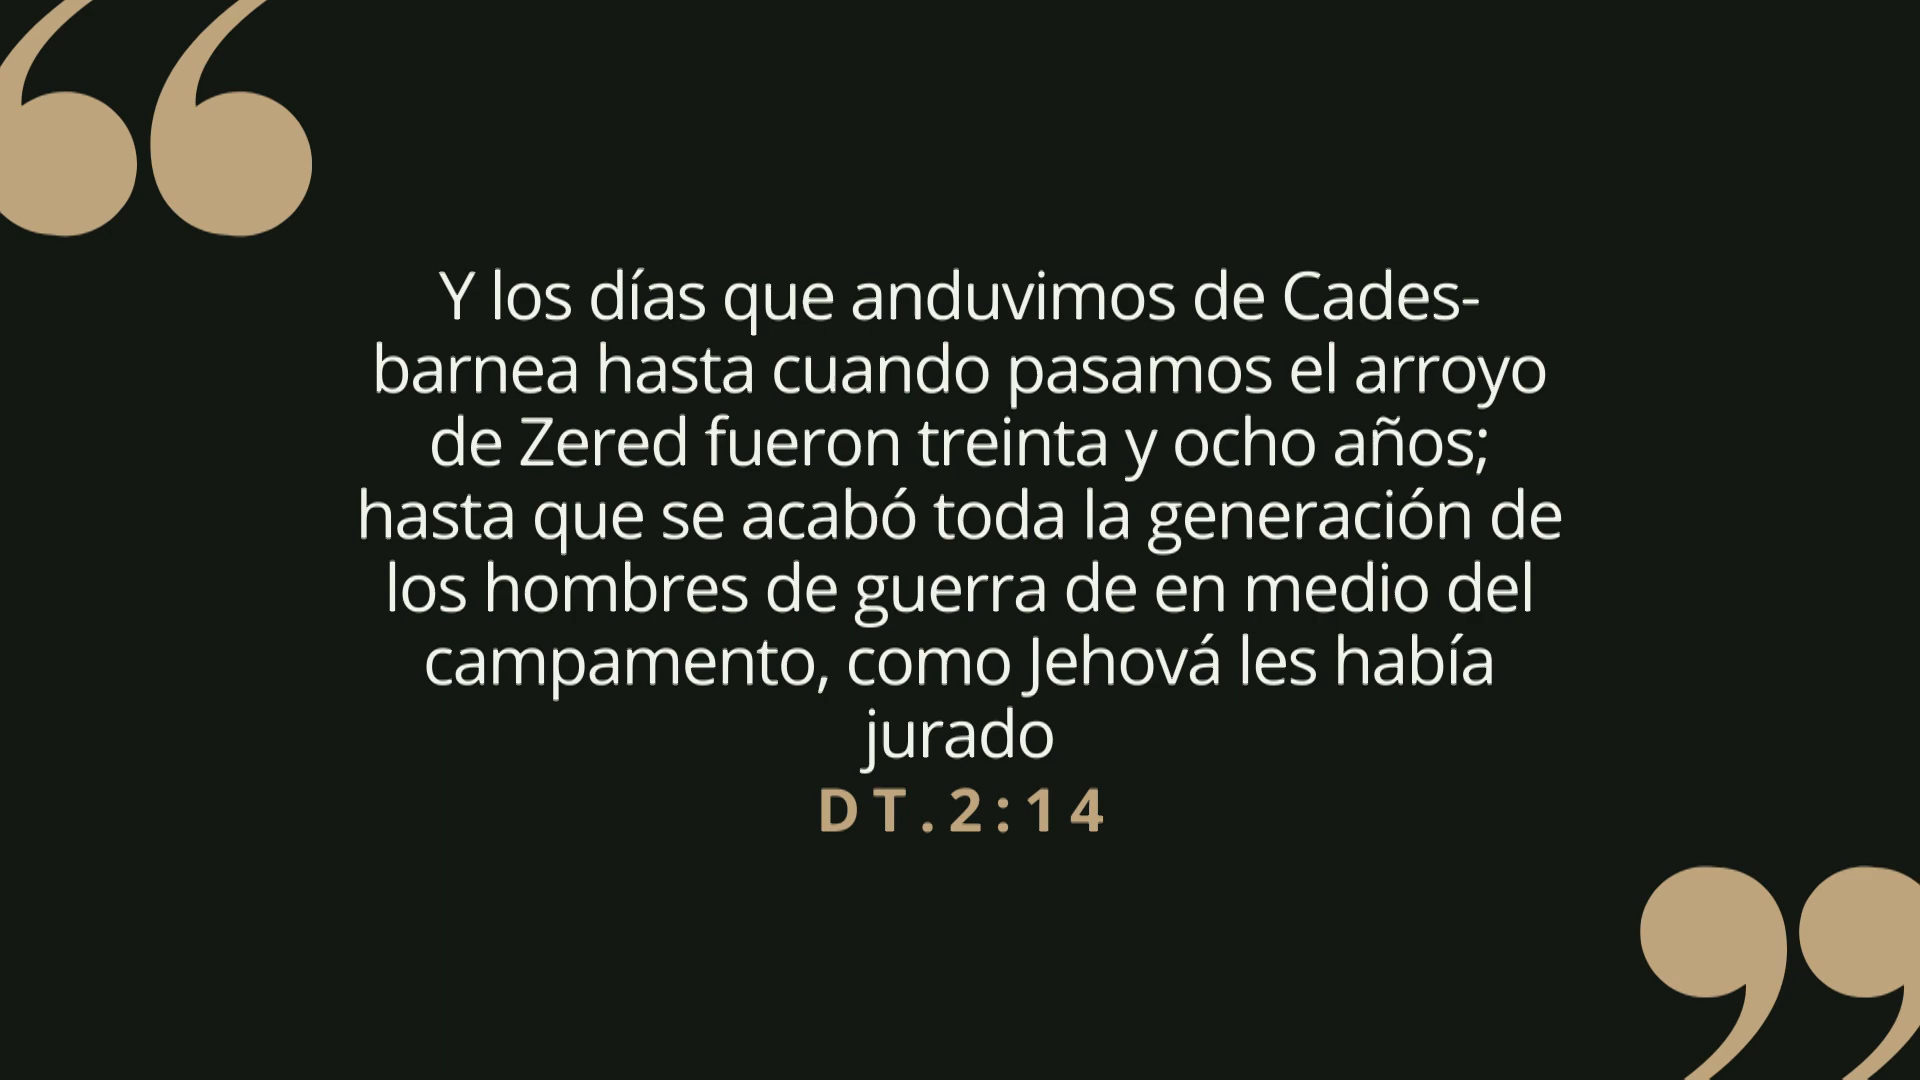 Y los días que anduvimos de Cades-
barnea hasta cuando pasamos el arroyo
de Zered fueron treinta y ocho años;
hasta que se acabó toda la generación de
los hombres de guerra de en medio del
campamento, como Jehová les había
jurado
DT.2:14